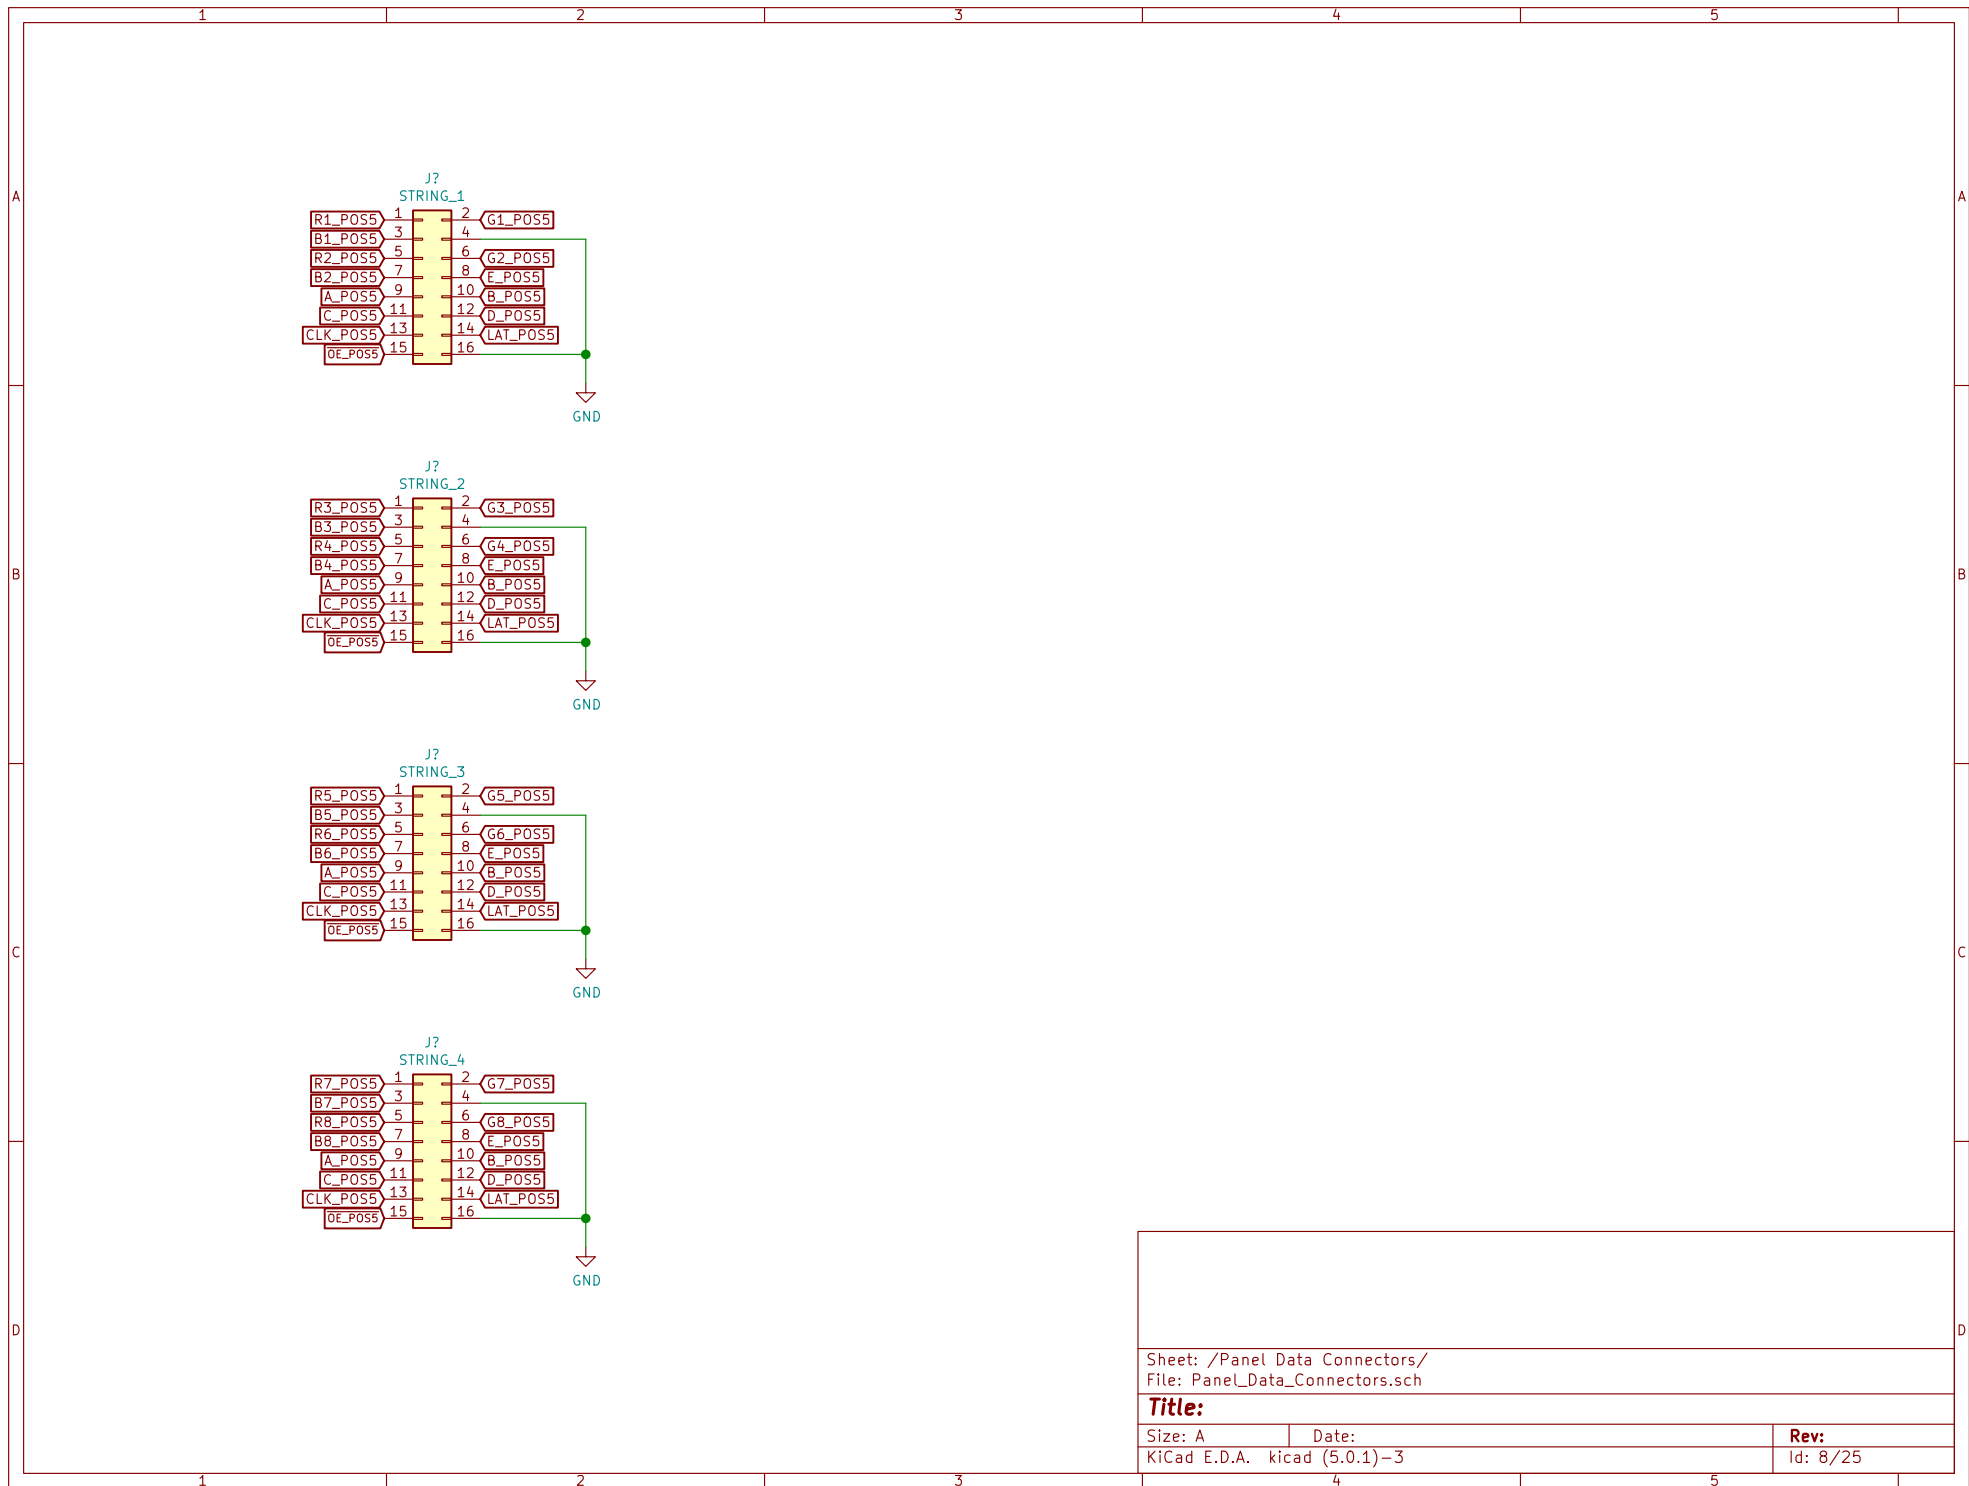 1 2 3 4 5
A A
J?
STRING_1
R1_POS5 1 2 G1_POS5
B1_POS5 3 4
R2_POS5 5 6 G2_POS5
B2_POS5 7 8 E_POS5
A_POS5 9 10 B_POS5
C_POS5 11 12 D_POS5
CLK_POS5 13 14 LAT_POS5
OE_POS5 15 16
GND
J?
STRING_2
R3_POS5 1 2 G3_POS5
B3_POS5 3 4
R4_POS5 5 6 G4_POS5
B4_POS5 7 8 E_POS5
B B
A_POS5 9 10 B_POS5
C_POS5 11 12 D_POS5
CLK_POS5 13 14 LAT_POS5
OE_POS5 15 16
GND
J?
STRING_3
R5_POS5 1 2 G5_POS5
B5_POS5 3 4
R6_POS5 5 6 G6_POS5
B6_POS5 7 8 E_POS5
A_POS5 9 10 B_POS5
C_POS5 11 12 D_POS5
CLK_POS5 13 14 LAT_POS5
OE_POS5 15 16
C C
GND
J?
STRING_4
R7_POS5 1 2 G7_POS5
B7_POS5 3 4
R8_POS5 5 6 G8_POS5
B8_POS5 7 8 E_POS5
A_POS5 9 10 B_POS5
C_POS5 11 12 D_POS5
CLK_POS5 13 14 LAT_POS5
OE_POS5 15 16
GND
D D
Sheet: /Panel Data Connectors/
File: Panel_Data_Connectors.sch
Title:
Size: A Date: Rev:
KiCad E.D.A. kicad (5.0.1)-3 Id: 8/25
1 2 3 4 5